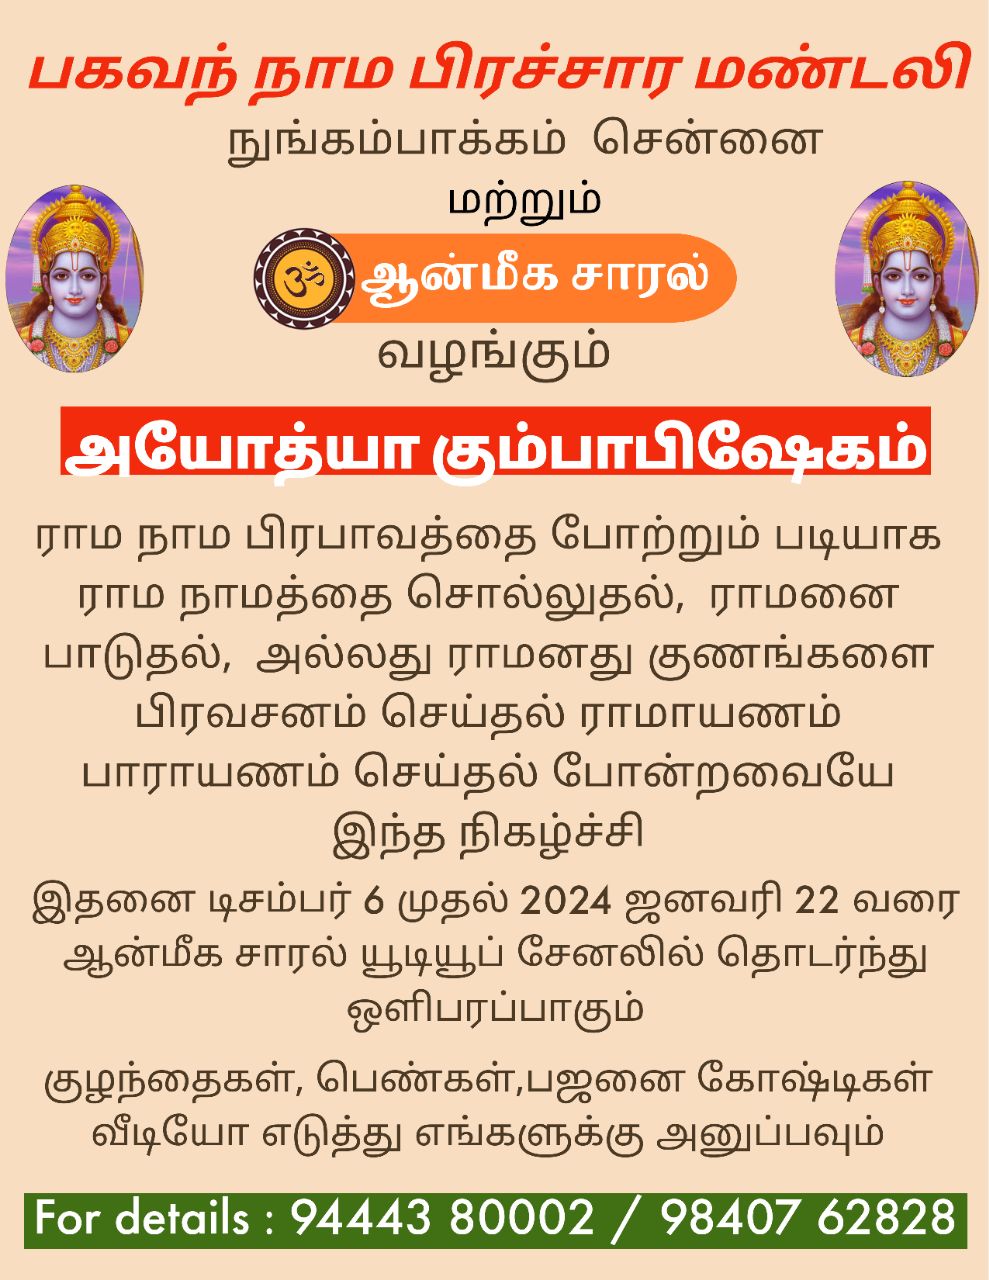 பகவந் நாம பிரச்சார மண்டலி
நுங்கம்பாக்கம் சென்னை
மற்றும்
ஆன்மீக சாரல்
வழங்கும்
அயோத்யா கும்பாபிஷேகம்
ராம நாம பிரபாவத்தை போற்றும் படியாக
ராம நாமத்தை சொல்லுதல், ராமனை
பாடுதல், அல்லது ராமனது குணங்களை
பிரவசனம் செய்தல் ராமாயணம்
பாராயணம் செய்தல் போன்றவையே
இந்த நிகழ்ச்சி
இதனை டிசம்பர் 6 முதல் 2024 ஜனவரி 22 வரை
ஆன்மீக சாரல் யூடியூப் சேனலில் தொடர்ந்து
ஒளிபரப்பாகும்
குழந்தைகள், பெண்கள்,பஜனை கோஷ்டிகள்
வீடியோ எடுத்து எங்களுக்கு அனுப்பவும்
For details : 94443 80002 / 98407 62828